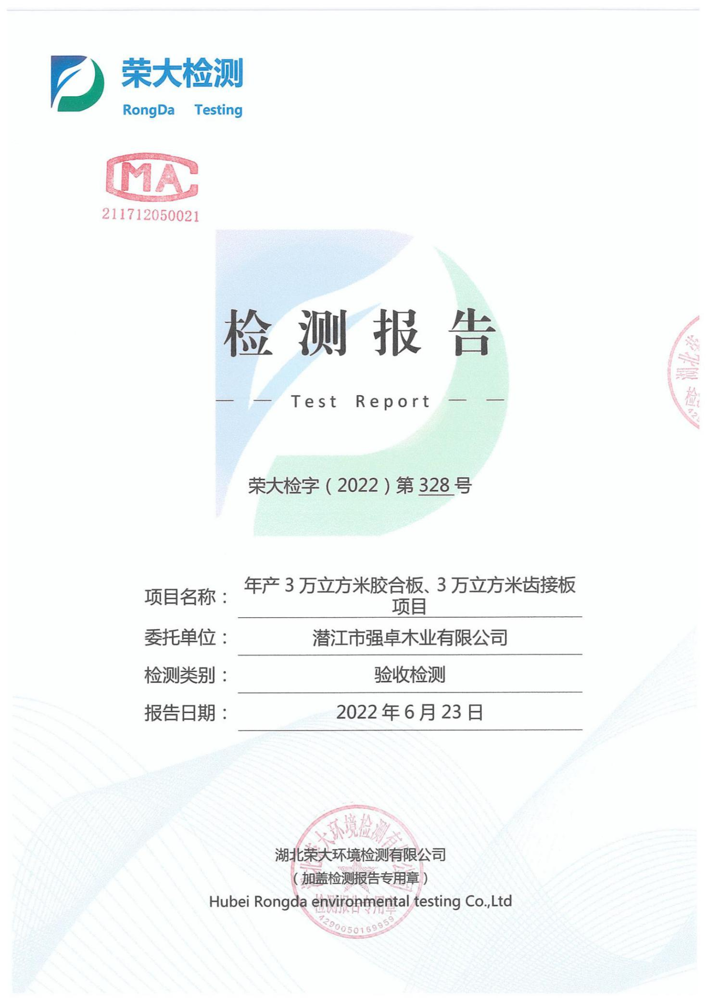 荣大检测
RongDa Testing
MA
211712050021
检测报告
Test Report
荣大检字（2022）第 328 号
项目名称：
年产 3 万立方米胶合板、3 万立方米齿接板
项目
委托单位：
潜江市强卓木业有限公司
检测类别：
验收检测
报告日期：
2022 年 6 月 23 日
湖北荣大环境检测有限公司
（加盖检测报告专用章）
Hubei Rongda environmental testing Co.,Ltd
湖北荣大环境检测有限公司
检测报告专用章
4290050169959
湖北荣
检